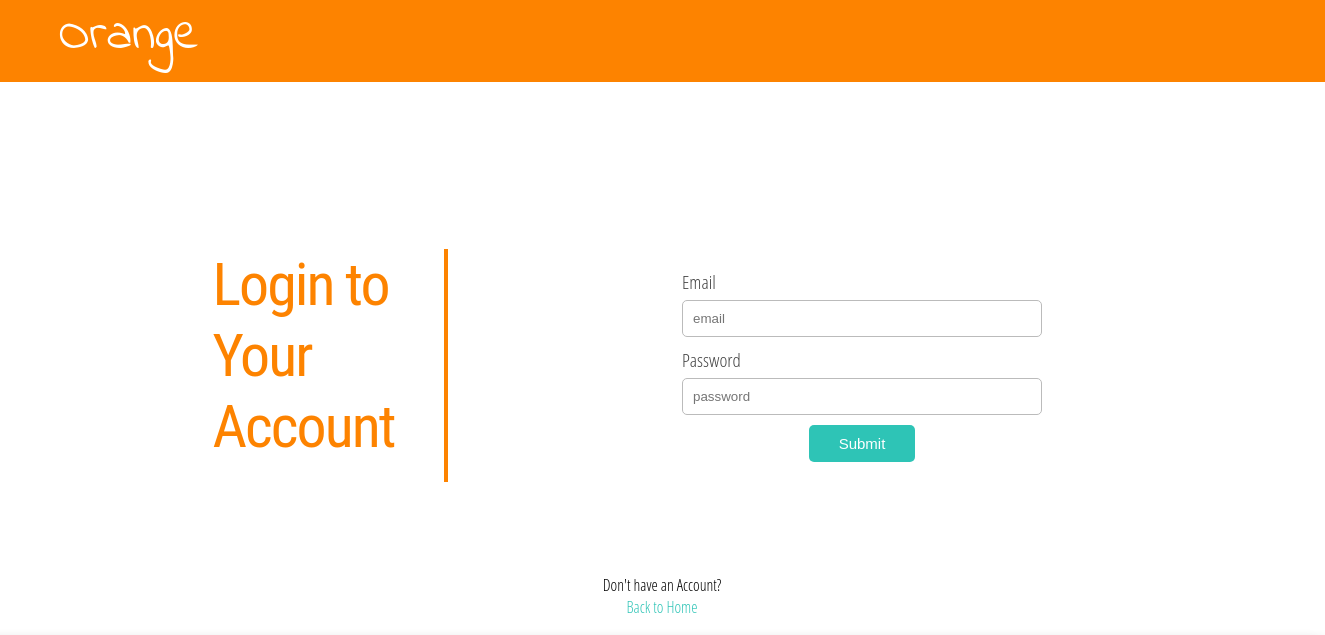 orange
Login to
Your
Account
Email
email
Password
password
Submit
Don't have an Account?
Back to Home